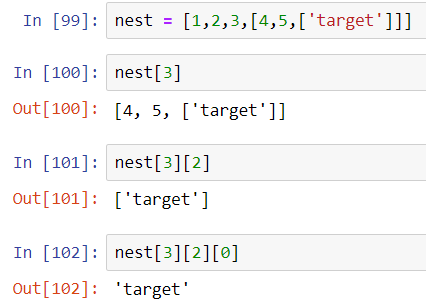 In [99]: nest = [1,2,3,[4,5,['target']]]
In [100]: nest[3]
Out[100]: [4, 5, ['target']]
In [101]: nest[3][2]
Out[101]: ['target']
In [102]: nest[3][2][0]
Out[102]: 'target'